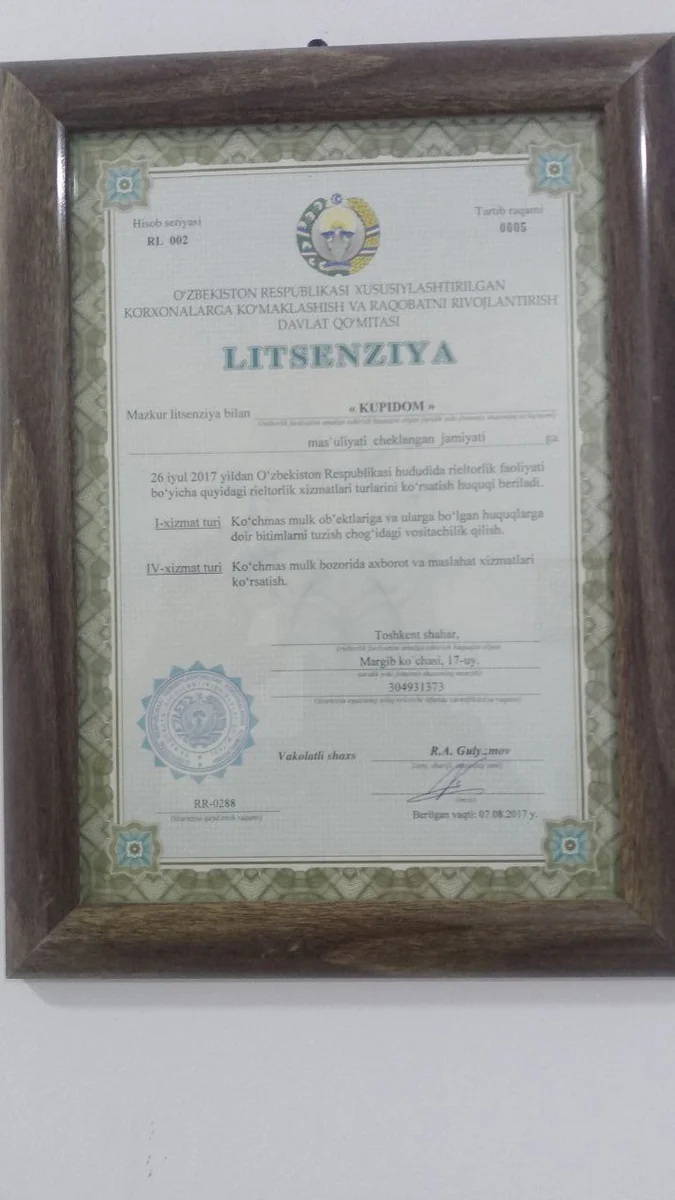 Hisob seriyasi
RL 002
Tartib raqami
0005
O‘ZBEKISTON RESPUBLIKASI XUSUSIYLASHTIRILGAN
KORXONALARGA KO‘MAKLASHISH VA RAQOBATNI RIVOJLANTIRISH
DAVLAT QO‘MITASI
LITSENZIYA
Mazkur litsenziya bilan « KUPIDOM »
mas`uliyati cheklangan jamiyati ga
26 iyul 2017 yildan O‘zbekiston Respublikasi hududida rieltorlik faoliyati
bo‘yicha quyidagi rieltorlik xizmatlari turlarini ko‘rsatish huquqi beriladi.
I-xizmat turi Ko‘chmas mulk ob’ektlariga va ularga bo‘lgan huquqlarga
doir bitimlarni tuzish chog‘idagi vositachilik qilish.
IV-xizmat turi Ko‘chmas mulk bozorida axborot va maslahat xizmatlari
ko‘rsatish.
Toshkent shahar,
Margib ko`chasi, 17-uy.
304931373
Vakolatli shaxs R.A.
RR-0288
Berilgan vaqti: 07.08.2017 y.